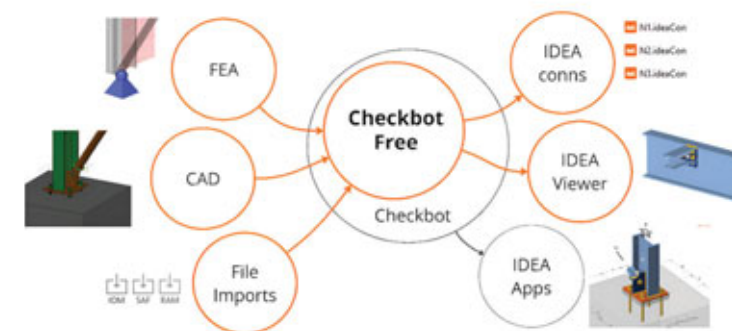 FEA
CAD
File
Imports
IOM SAF RAM
Checkbot
Free
Checkbot
IDEA
conns
N1.ideaCon
N2.ideaCon
N3.ideaCon
IDEA
Viewer
IDEA
Apps